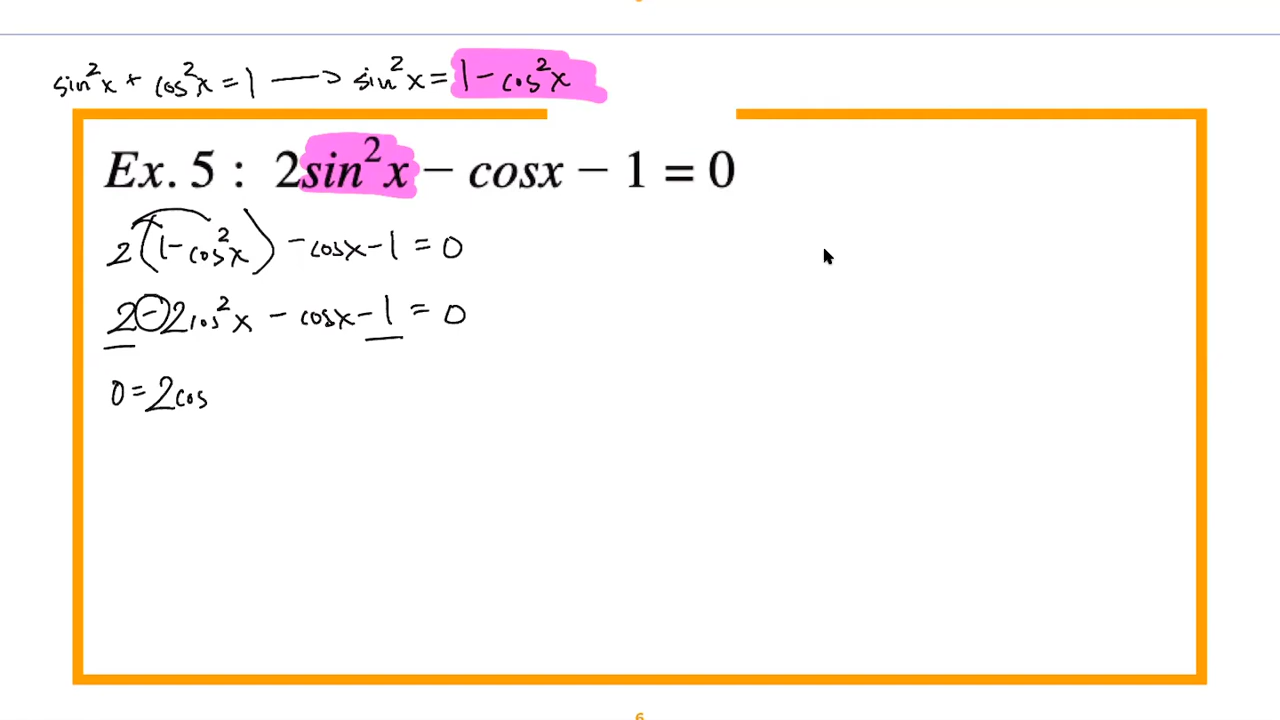 sin²x + cos²x = 1 ⟶ sin²x = 1 - cos²x
Ex. 5 : 2sin²x − cosx − 1 = 0
2(1 - cos²x) - cosx - 1 = 0
2 - 2cos²x - cosx - 1 = 0
0 = 2cos